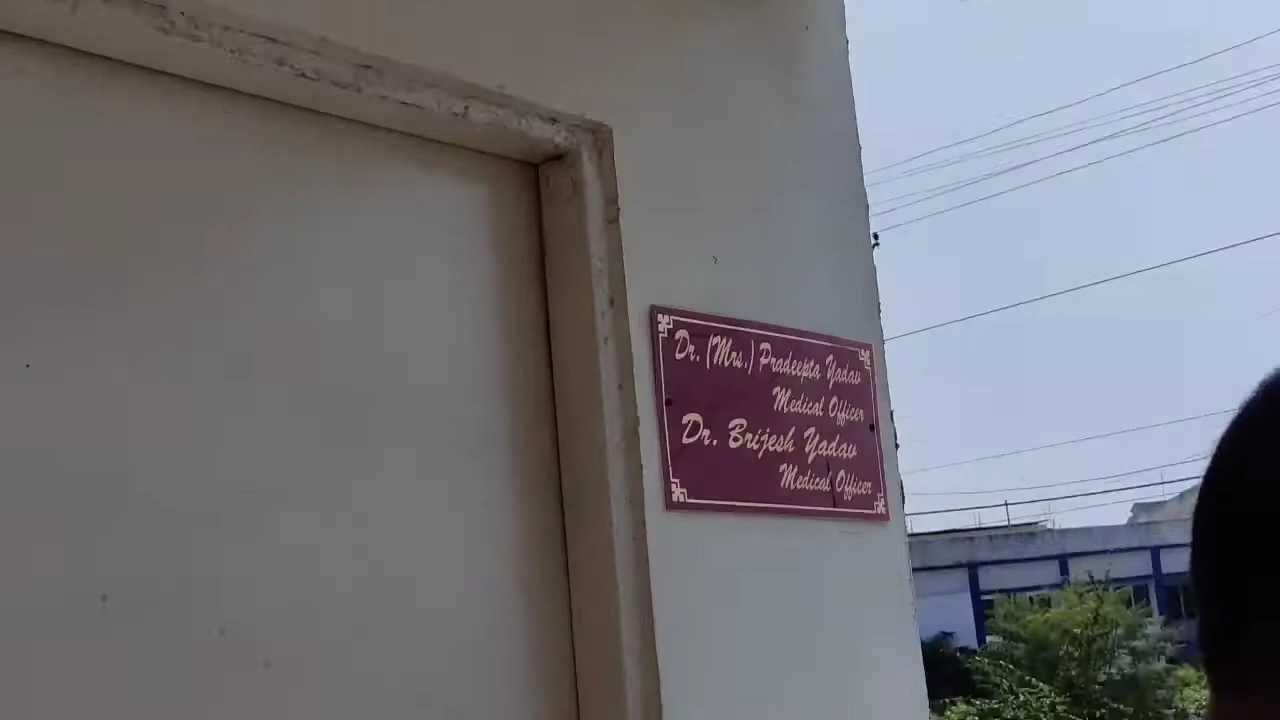 Dr. (Mrs.) Pradeepta Yadav
Medical Officer
Dr. Brijesh Yadav
Medical Officer